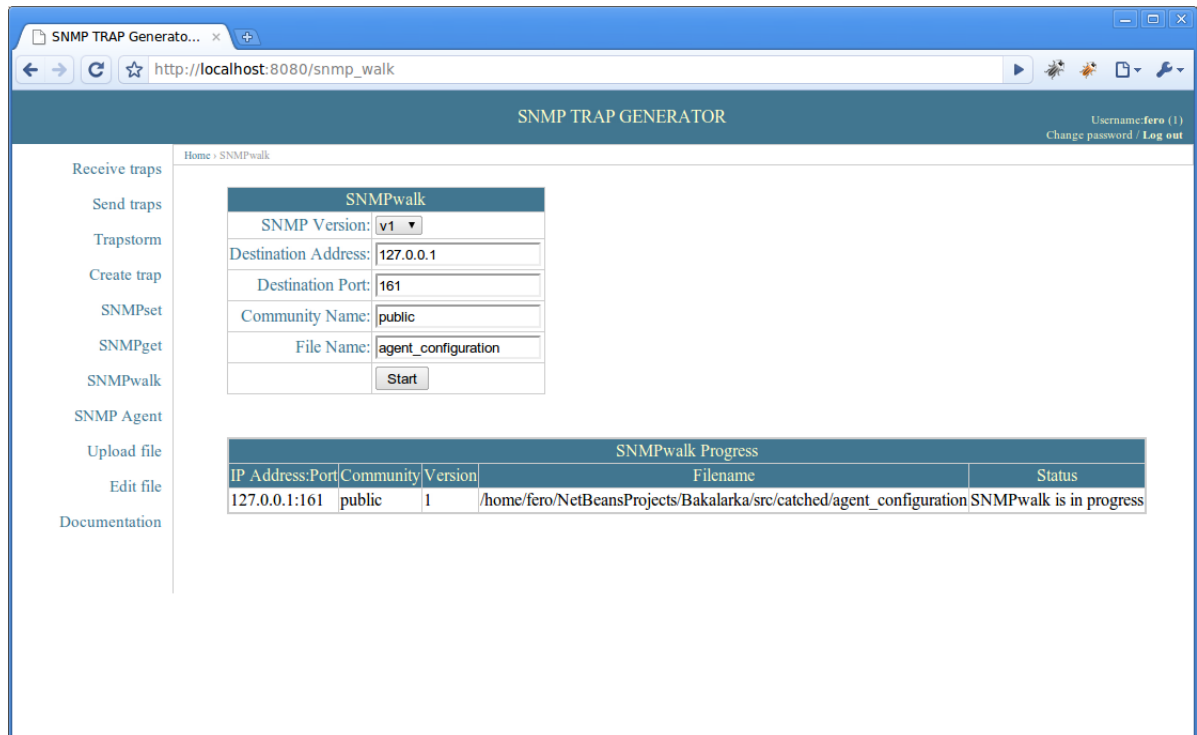 SNMP TRAP Generato...
http://localhost:8080/snmp_walk
SNMP TRAP GENERATOR
Username:fero (1)
Change password / Log out
Home › SNMPwalk
Receive traps
Send traps
Trapstorm
Create trap
SNMPset
SNMPget
SNMPwalk
SNMP Agent
Upload file
Edit file
Documentation
SNMPwalk
SNMP Version: v1
Destination Address: 127.0.0.1
Destination Port: 161
Community Name: public
File Name: agent_configuration
Start
SNMPwalk Progress
IP Address:Port Community Version Filename Status
127.0.0.1:161 public 1 /home/fero/NetBeansProjects/Bakalarka/src/catched/agent_configuration SNMPwalk is in progress